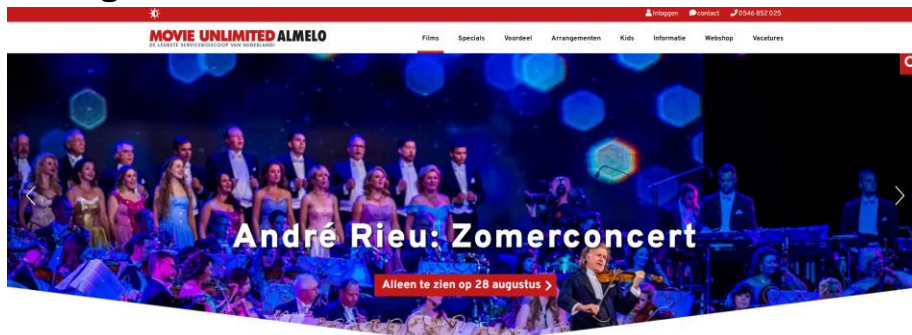 Inloggen contact 0546 852 025
MOVIE UNLIMITED ALMELO
DE LEUKSTE SERVICEBIOSCOOP VAN NEDERLAND!
Films Specials Voordeel Arrangementen Kids Informatie Webshop Vacatures
André Rieu: Zomerconcert
Alleen te zien op 28 augustus